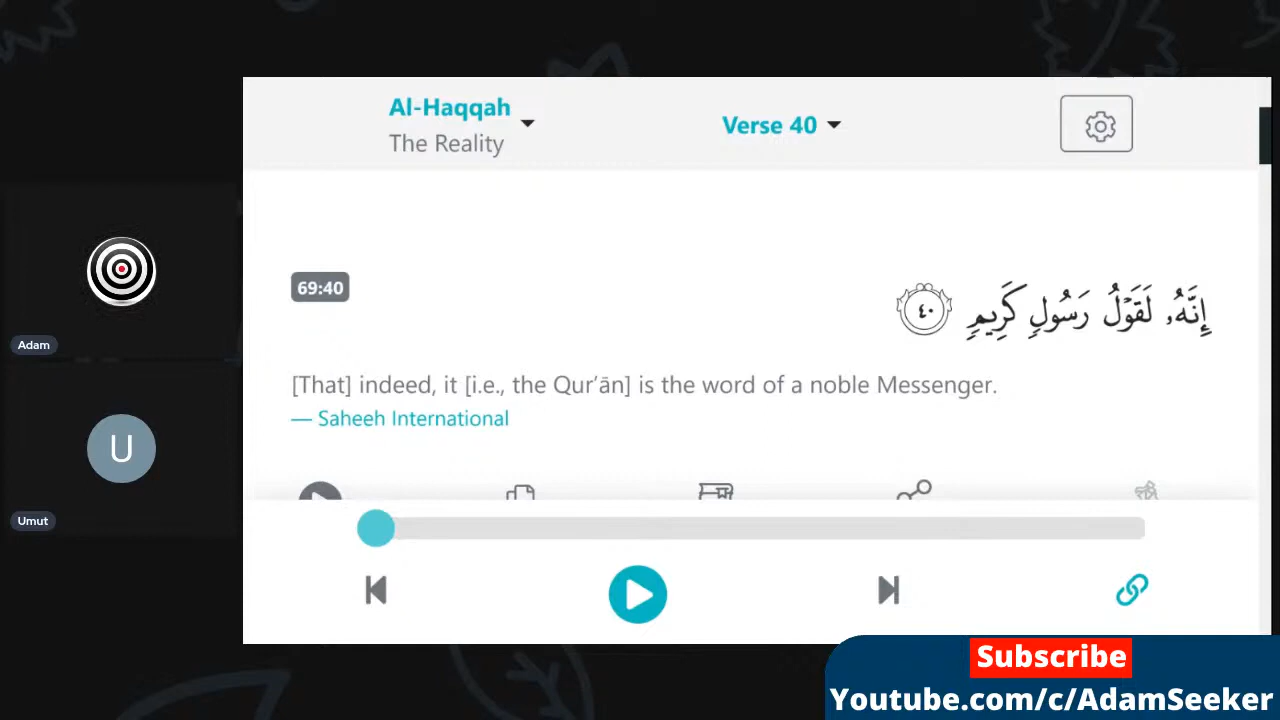 Al-Haqqah
The Reality
Verse 40
69:40
إِنَّهُۥ لَقَوْلُ رَسُولٍۢ كَرِيمٍۢ ٤٠
[That] indeed, it [i.e., the Qur’ān] is the word of a noble Messenger.
— Saheeh International
Adam
U
Umut
Subscribe
Youtube.com/c/AdamSeeker